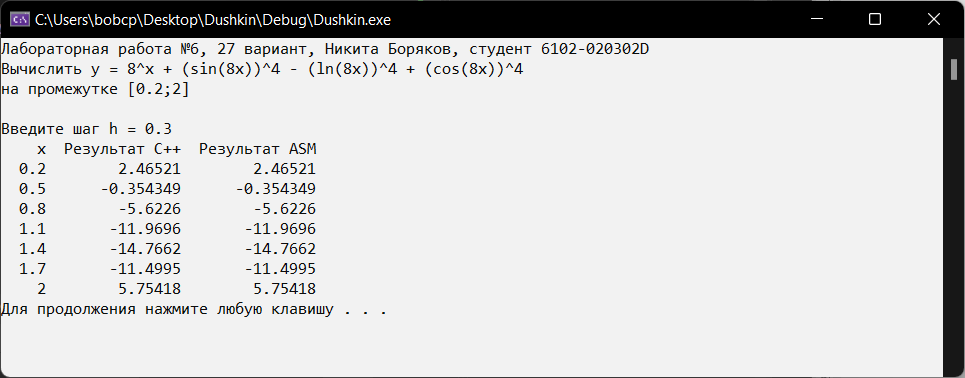 C:\Users\bobcp\Desktop\Dushkin\Debug\Dushkin.exe
Лабораторная работа №6, 27 вариант, Никита Боряков, студент 6102-020302D
Вычислить y = 8^x + (sin(8x))^4 - (ln(8x))^4 + (cos(8x))^4
на промежутке [0.2;2]
Введите шаг h = 0.3
x Результат C++ Результат ASM
0.2 2.46521 2.46521
0.5 -0.354349 -0.354349
0.8 -5.6226 -5.6226
1.1 -11.9696 -11.9696
1.4 -14.7662 -14.7662
1.7 -11.4995 -11.4995
2 5.75418 5.75418
Для продолжения нажмите любую клавишу . . .